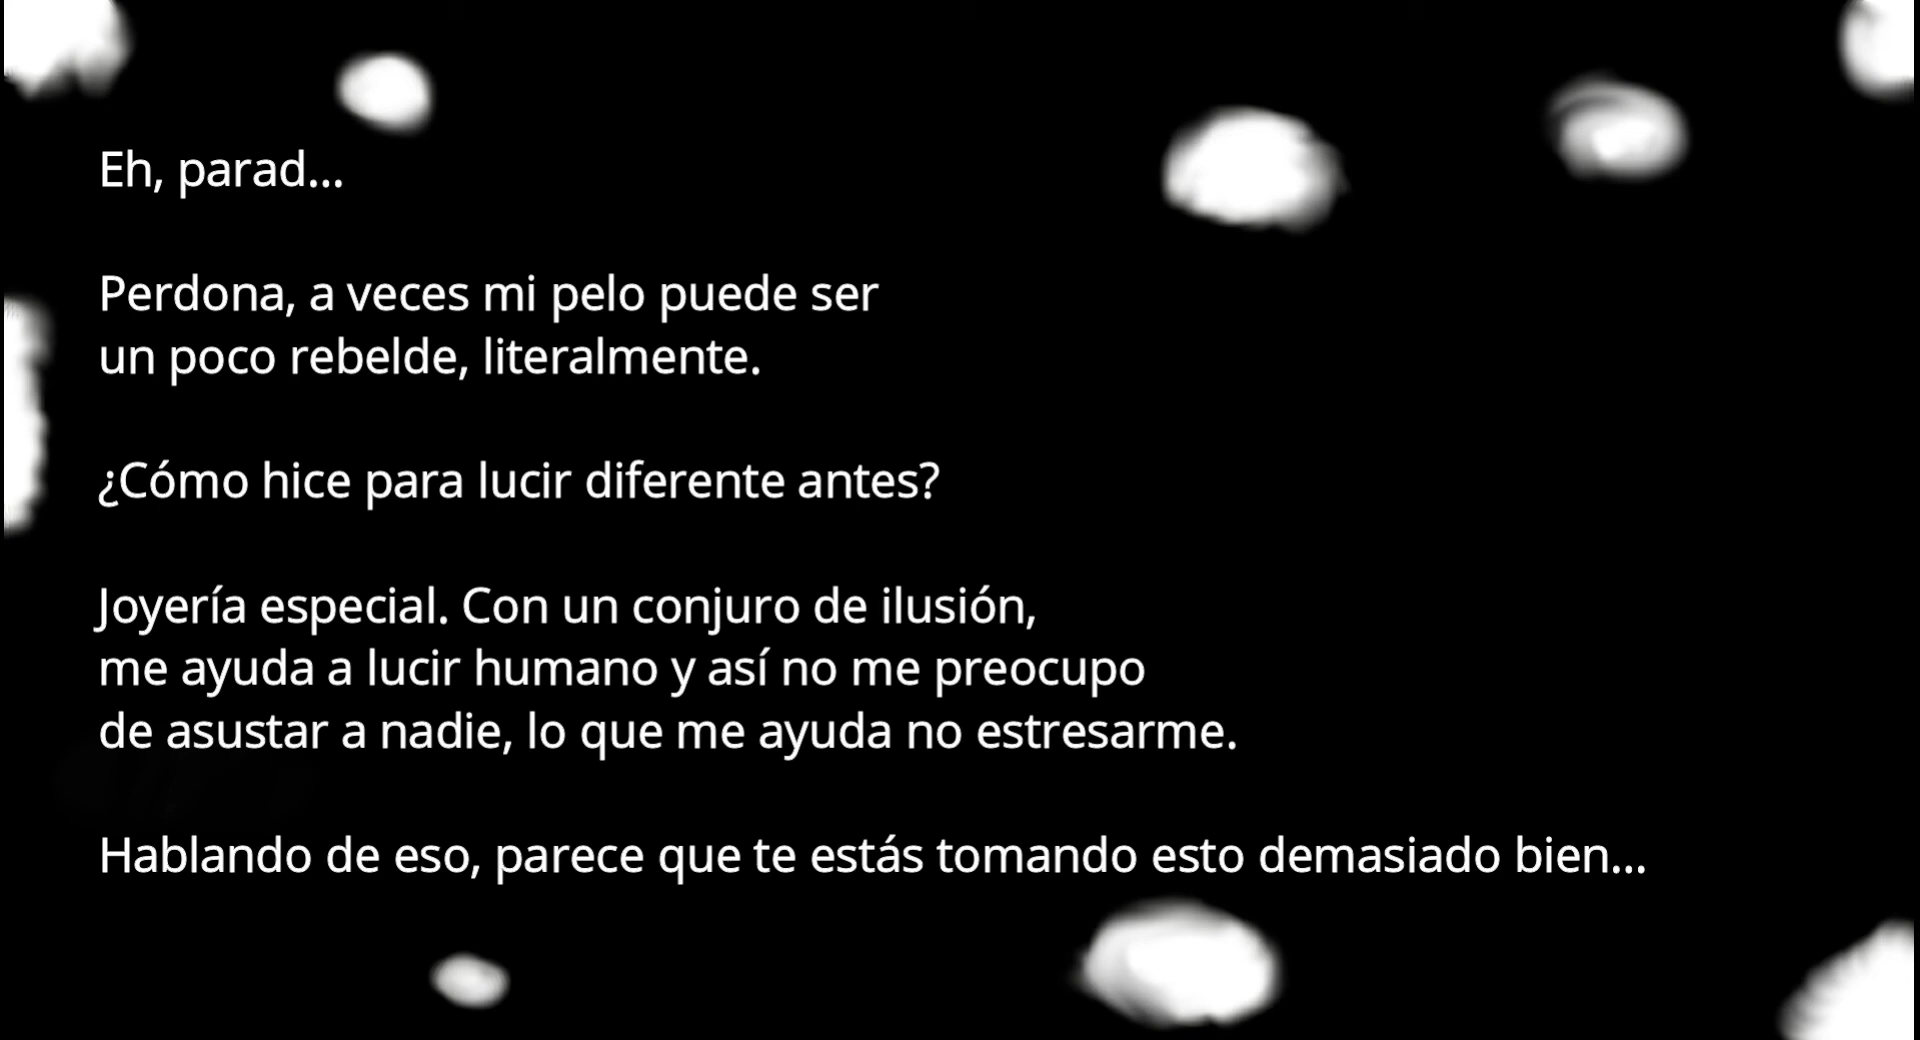 Eh, parad...
Perdona, a veces mi pelo puede ser
un poco rebelde, literalmente.
¿Cómo hice para lucir diferente antes?
Joyería especial. Con un conjuro de ilusión,
me ayuda a lucir humano y así no me preocupo
de asustar a nadie, lo que me ayuda no estresarme.
Hablando de eso, parece que te estás tomando esto demasiado bien...